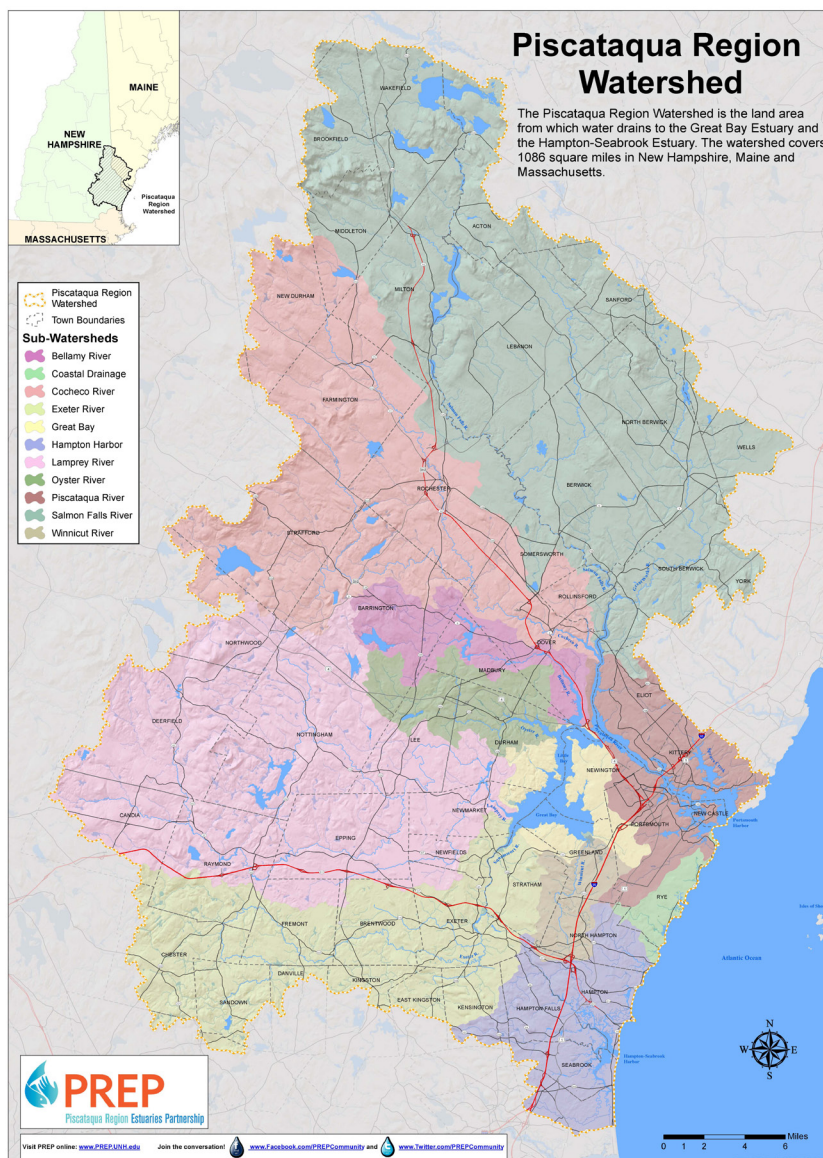 Piscataqua Region
Watershed
The Piscataqua Region Watershed is the land area
from which water drains to the Great Bay Estuary and
the Hampton-Seabrook Estuary. The watershed covers
1086 square miles in New Hampshire, Maine and
Massachusetts.
MAINE
NEW
HAMPSHIRE
Piscataqua
Region
Watershed
MASSACHUSETTS
Piscataqua Region
Watershed
Town Boundaries
Sub-Watersheds
Bellamy River
Coastal Drainage
Cocheco River
Exeter River
Great Bay
Hampton Harbor
Lamprey River
Oyster River
Piscataqua River
Salmon Falls River
Winnicut River
WAKEFIELD
BROOKFIELD
MIDDLETON
ACTON
NEW DURHAM
MILTON
SANFORD
LEBANON
FARMINGTON
NORTH BERWICK
WELLS
ROCHESTER
BERWICK
STRAFFORD
SOMERSWORTH
SOUTH BERWICK
YORK
ROLLINSFORD
BARRINGTON
NORTHWOOD
DOVER
MADBURY
ELIOT
DEERFIELD
NOTTINGHAM
LEE
DURHAM
KITTERY
NEWINGTON
CANDIA
NEWMARKET
Great Bay
NEW CASTLE
PORTSMOUTH
Portsmouth
Harbor
EPPING
NEWFIELDS
GREENLAND
RAYMOND
STRATHAM
RYE
FREMONT
BRENTWOOD
EXETER
NORTH HAMPTON
CHESTER
DANVILLE
KINGSTON
Atlantic Ocean
SANDOWN
EAST KINGSTON
KENSINGTON
HAMPTON FALLS
HAMPTON
Hampton-Seabrook
Harbor
SEABROOK
N
W
E
S
PREP
Piscataqua Region Estuaries Partnership
Visit PREP online: www.PREP.UNH.edu Join the conversation! www.Facebook.com/PREPCommunity and www.Twitter.com/PREPCommunity
Miles
0 1 2 4 6